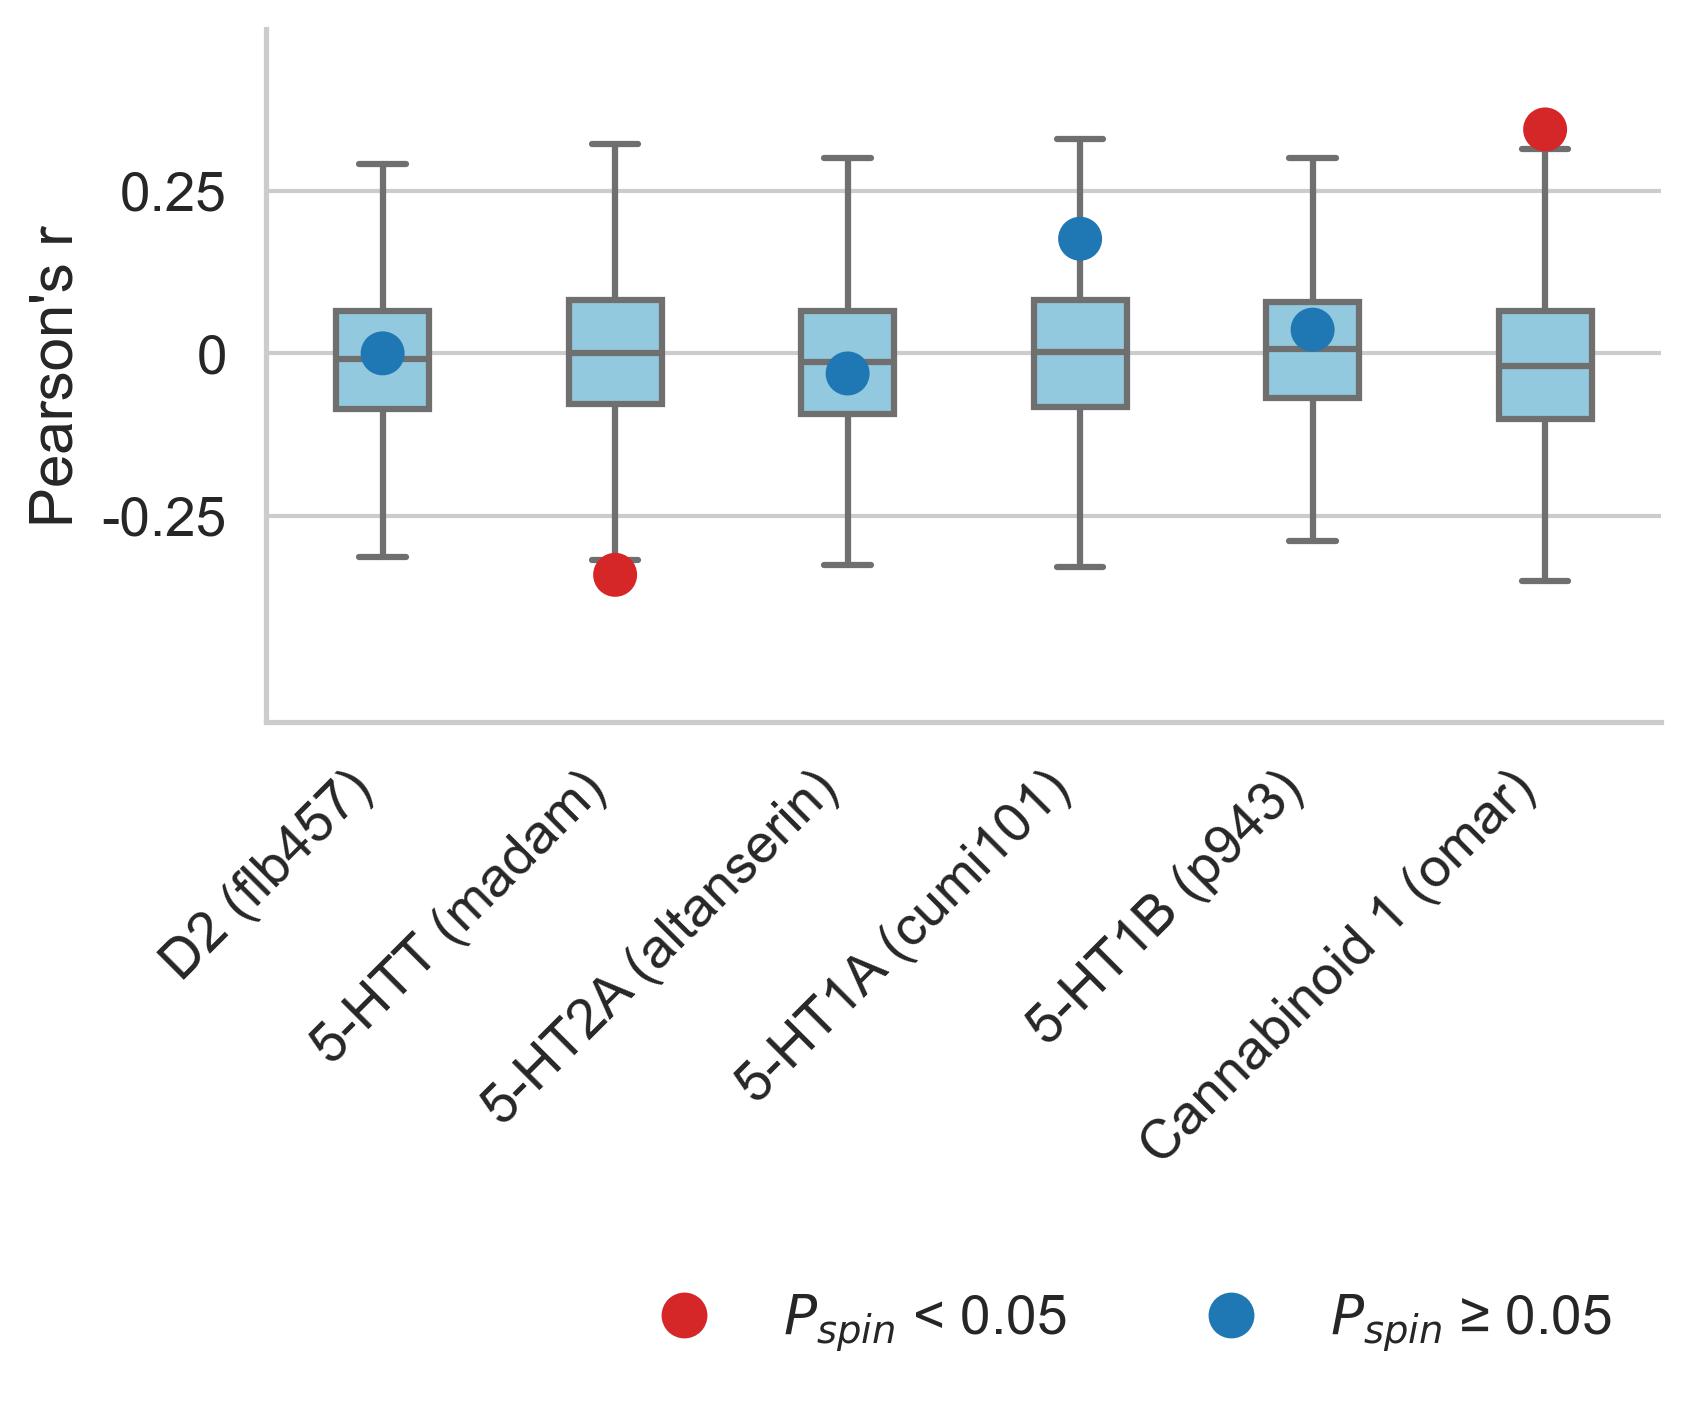 Pearson's r
0.25
0
-0.25
D2 (flb457)
5-HTT (madam)
5-HT2A (altanserin)
5-HT1A (cumi101)
5-HT1B (p943)
Cannabinoid 1 (omar)
Pspin < 0.05
Pspin ≥ 0.05